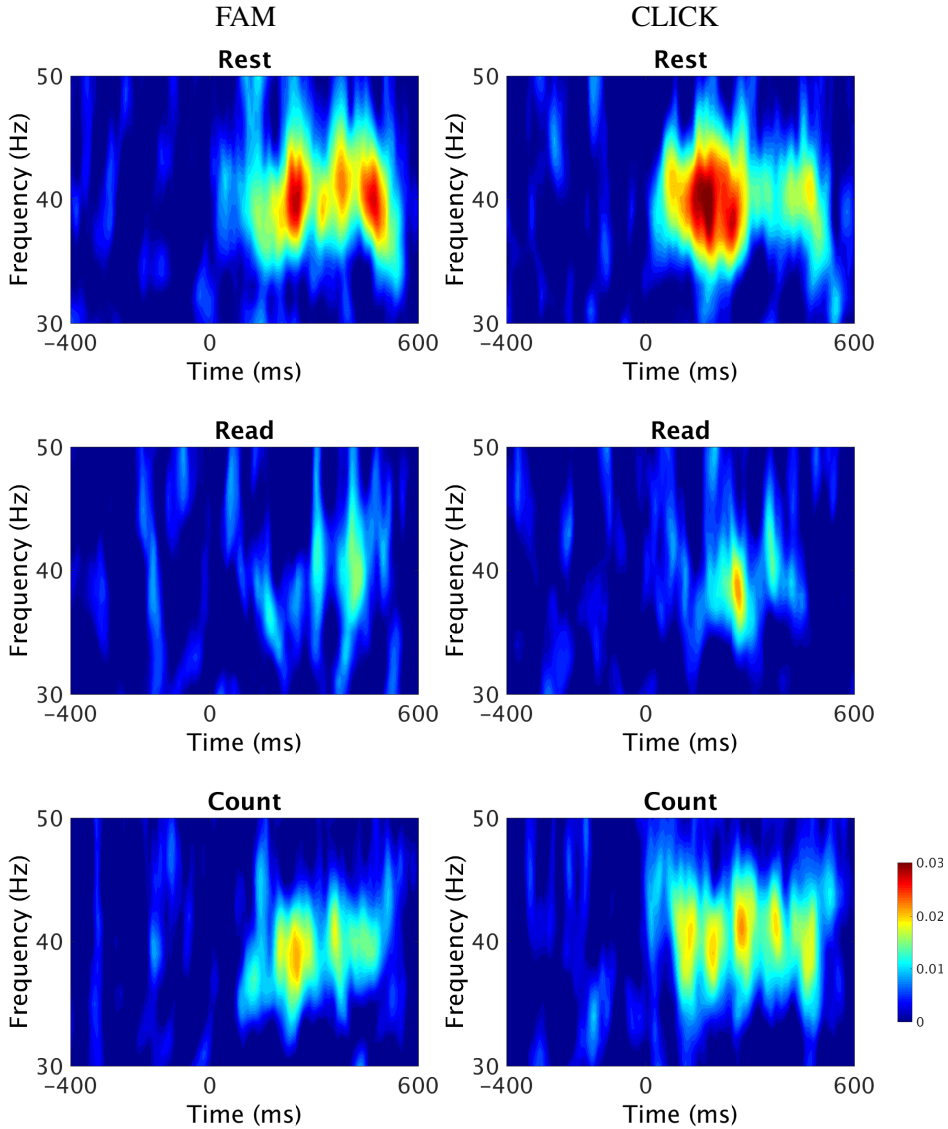 FAM CLICK
Rest Rest
50 50
40 40
30 30
Frequency (Hz) Frequency (Hz)
−400 0 600 −400 0 600
Time (ms) Time (ms)
Read Read
50 50
40 40
30 30
Frequency (Hz) Frequency (Hz)
−400 0 600 −400 0 600
Time (ms) Time (ms)
Count Count
50 50
40 40
30 30
Frequency (Hz) Frequency (Hz)
−400 0 600 −400 0 600
Time (ms) Time (ms)
0.03
0.02
0.01
0